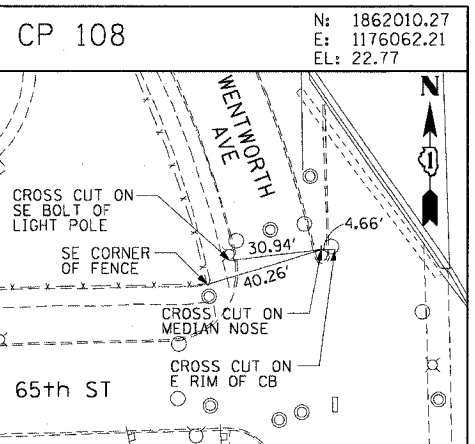 CP 108
N: 1862010.27
E: 1176062.21
EL: 22.77
N
1
WENTWORTH
AVE
CROSS CUT ON
SE BOLT OF
LIGHT POLE
4.66'
30.94'
SE CORNER
OF FENCE
40.26'
CROSS CUT ON
MEDIAN NOSE
CROSS CUT ON
E RIM OF CB
65th ST